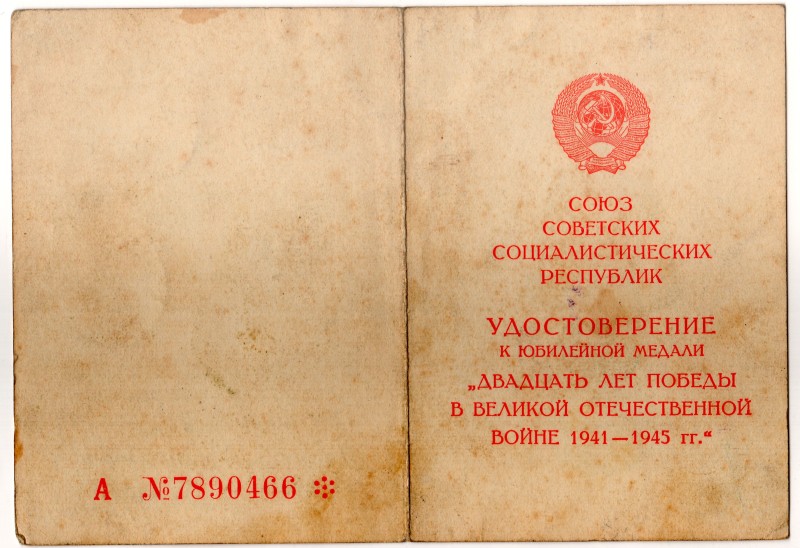 А №7890466
СОЮЗ
СОВЕТСКИХ
СОЦИАЛИСТИЧЕСКИХ
РЕСПУБЛИК
УДОСТОВЕРЕНИЕ
К ЮБИЛЕЙНОЙ МЕДАЛИ
„ДВАДЦАТЬ ЛЕТ ПОБЕДЫ
В ВЕЛИКОЙ ОТЕЧЕСТВЕННОЙ
ВОЙНЕ 1941—1945 гг.“